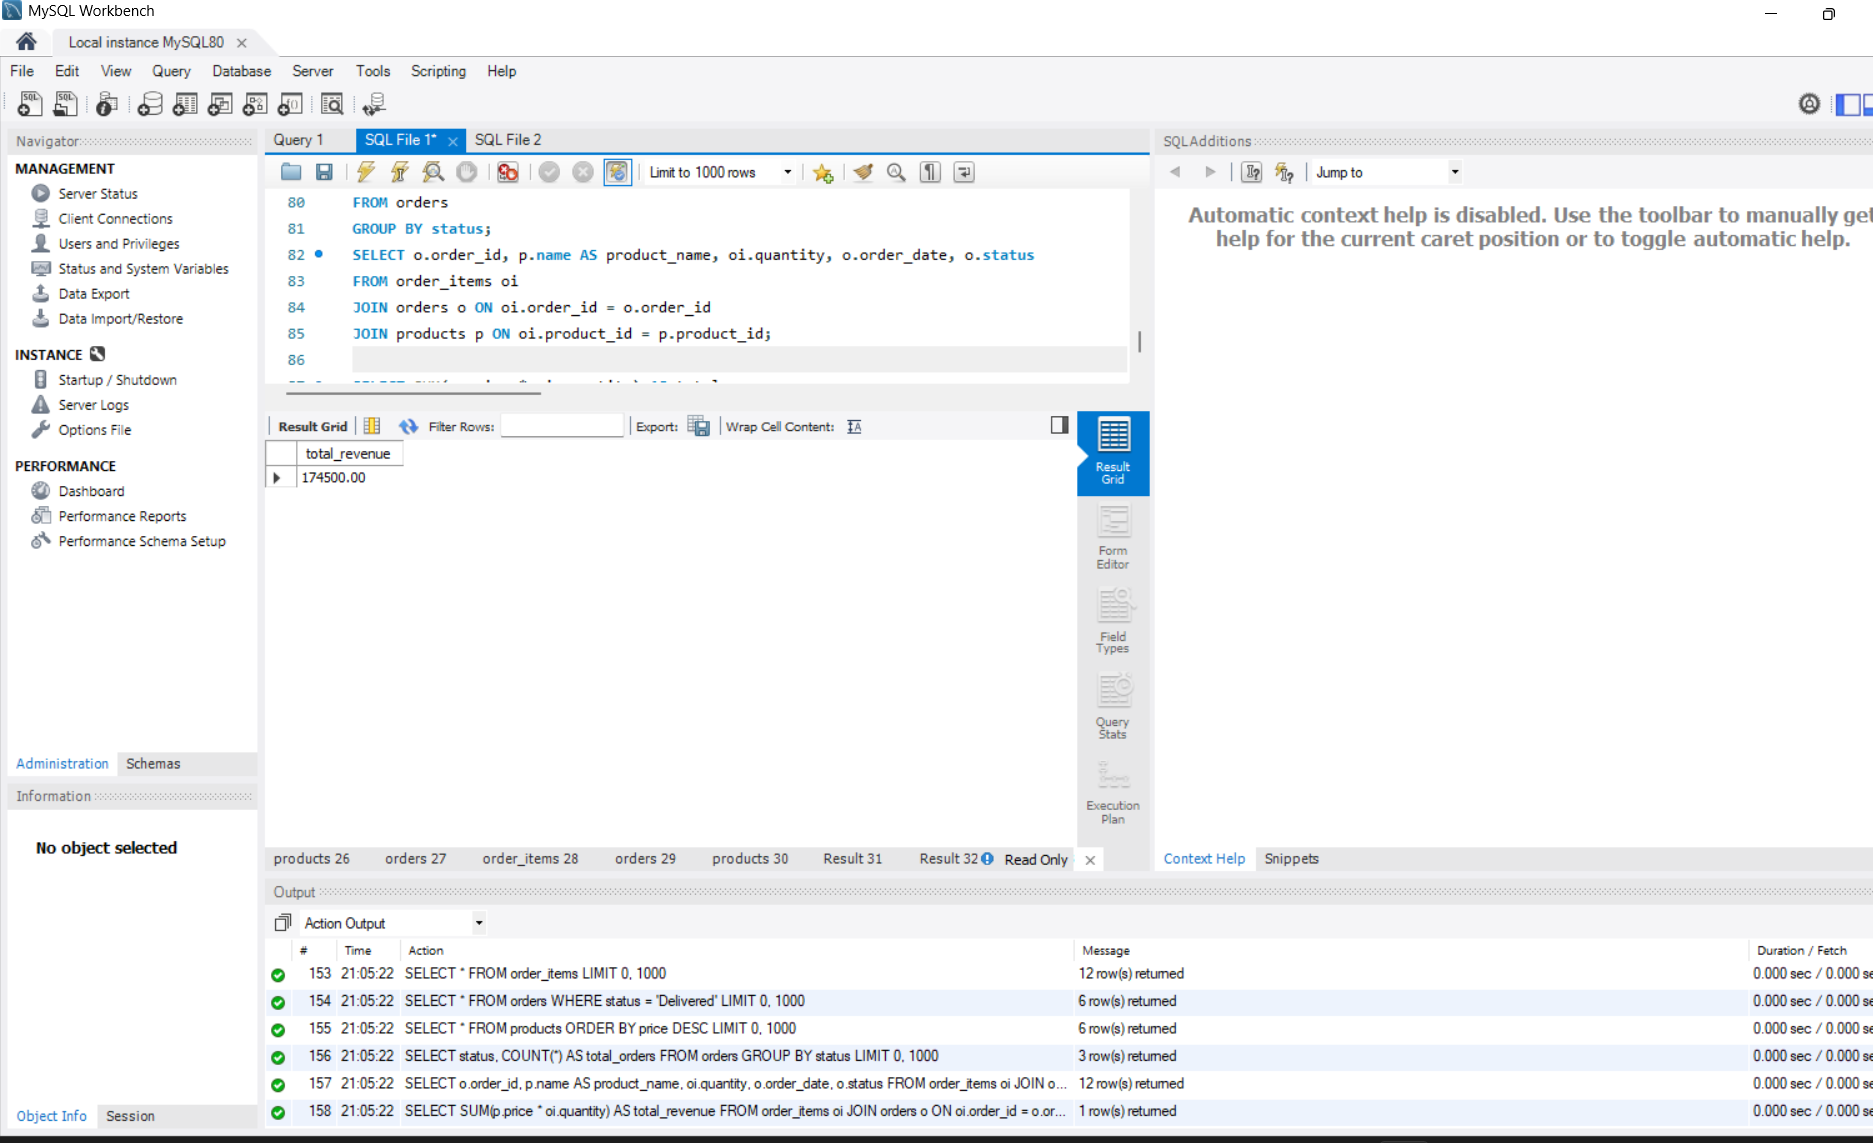 MySQL Workbench
Local instance MySQL80
File Edit View Query Database Server Tools Scripting Help
Navigator
MANAGEMENT
Server Status
Client Connections
Users and Privileges
Status and System Variables
Data Export
Data Import/Restore
INSTANCE
Startup / Shutdown
Server Logs
Options File
PERFORMANCE
Dashboard
Performance Reports
Performance Schema Setup
Administration Schemas
Information
No object selected
Object Info Session
Query 1 SQL File 1* SQL File 2
Limit to 1000 rows
80 FROM orders
81 GROUP BY status;
82 SELECT o.order_id, p.name AS product_name, oi.quantity, o.order_date, o.status
83 FROM order_items oi
84 JOIN orders o ON oi.order_id = o.order_id
85 JOIN products p ON oi.product_id = p.product_id;
86
Result Grid Filter Rows: Export: Wrap Cell Content:
total_revenue
174500.00
Result Grid
Form Editor
Field Types
Query Stats
Execution Plan
products 26 orders 27 order_items 28 orders 29 products 30 Result 31 Result 32 Read Only
SQLAdditions
Jump to
Automatic context help is disabled. Use the toolbar to manually get
help for the current caret position or to toggle automatic help.
Context Help Snippets
Output
Action Output
# Time Action Message Duration / Fetch
153 21:05:22 SELECT * FROM order_items LIMIT 0, 1000 12 row(s) returned 0.000 sec / 0.000 se
154 21:05:22 SELECT * FROM orders WHERE status = 'Delivered' LIMIT 0, 1000 6 row(s) returned 0.000 sec / 0.000 se
155 21:05:22 SELECT * FROM products ORDER BY price DESC LIMIT 0, 1000 6 row(s) returned 0.000 sec / 0.000 se
156 21:05:22 SELECT status, COUNT(*) AS total_orders FROM orders GROUP BY status LIMIT 0, 1000 3 row(s) returned 0.000 sec / 0.000 se
157 21:05:22 SELECT o.order_id, p.name AS product_name, oi.quantity, o.order_date, o.status FROM order_items oi JOIN o... 12 row(s) returned 0.000 sec / 0.000 se
158 21:05:22 SELECT SUM(p.price * oi.quantity) AS total_revenue FROM order_items oi JOIN orders o ON oi.order_id = o.or... 1 row(s) returned 0.000 sec / 0.000 se